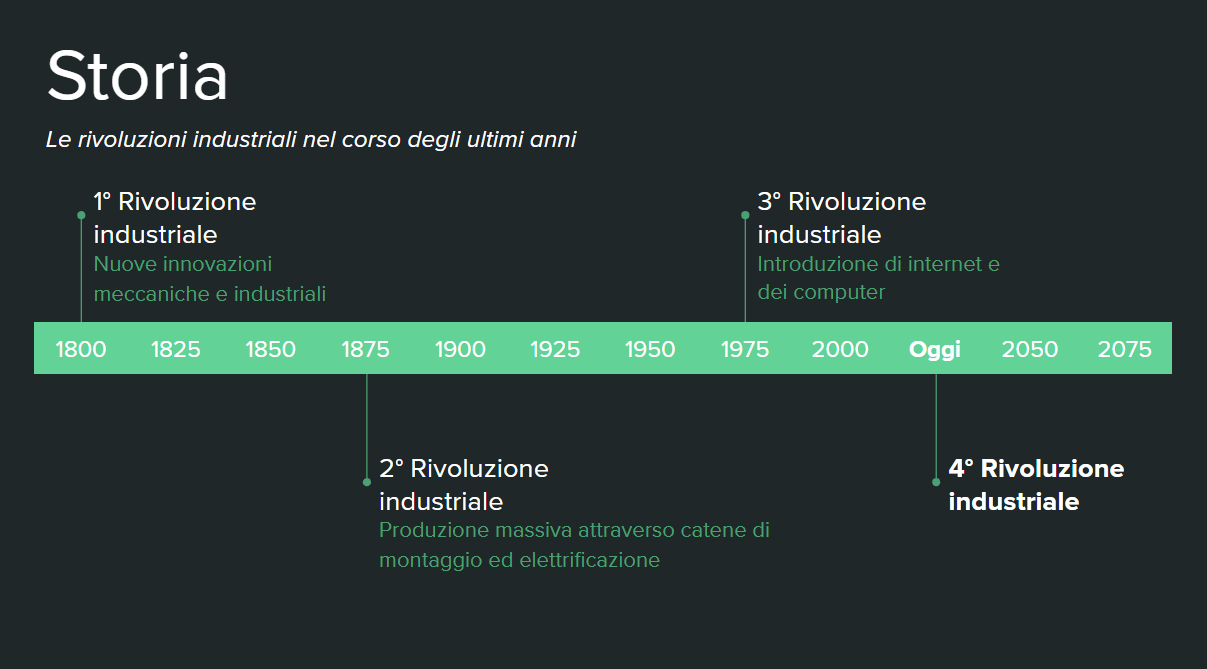 Storia
Le rivoluzioni industriali nel corso degli ultimi anni
1° Rivoluzione
industriale
Nuove innovazioni
meccaniche e industriali
3° Rivoluzione
industriale
Introduzione di internet e
dei computer
1800 1825 1850 1875 1900 1925 1950 1975 2000 Oggi 2050 2075
2° Rivoluzione
industriale
Produzione massiva attraverso catene di
montaggio ed elettrificazione
4° Rivoluzione
industriale